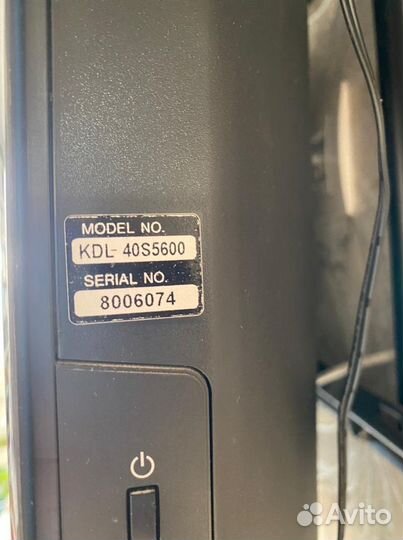 MODEL NO.
KDL- 40S5600
SERIAL NO.
8006074
Avito